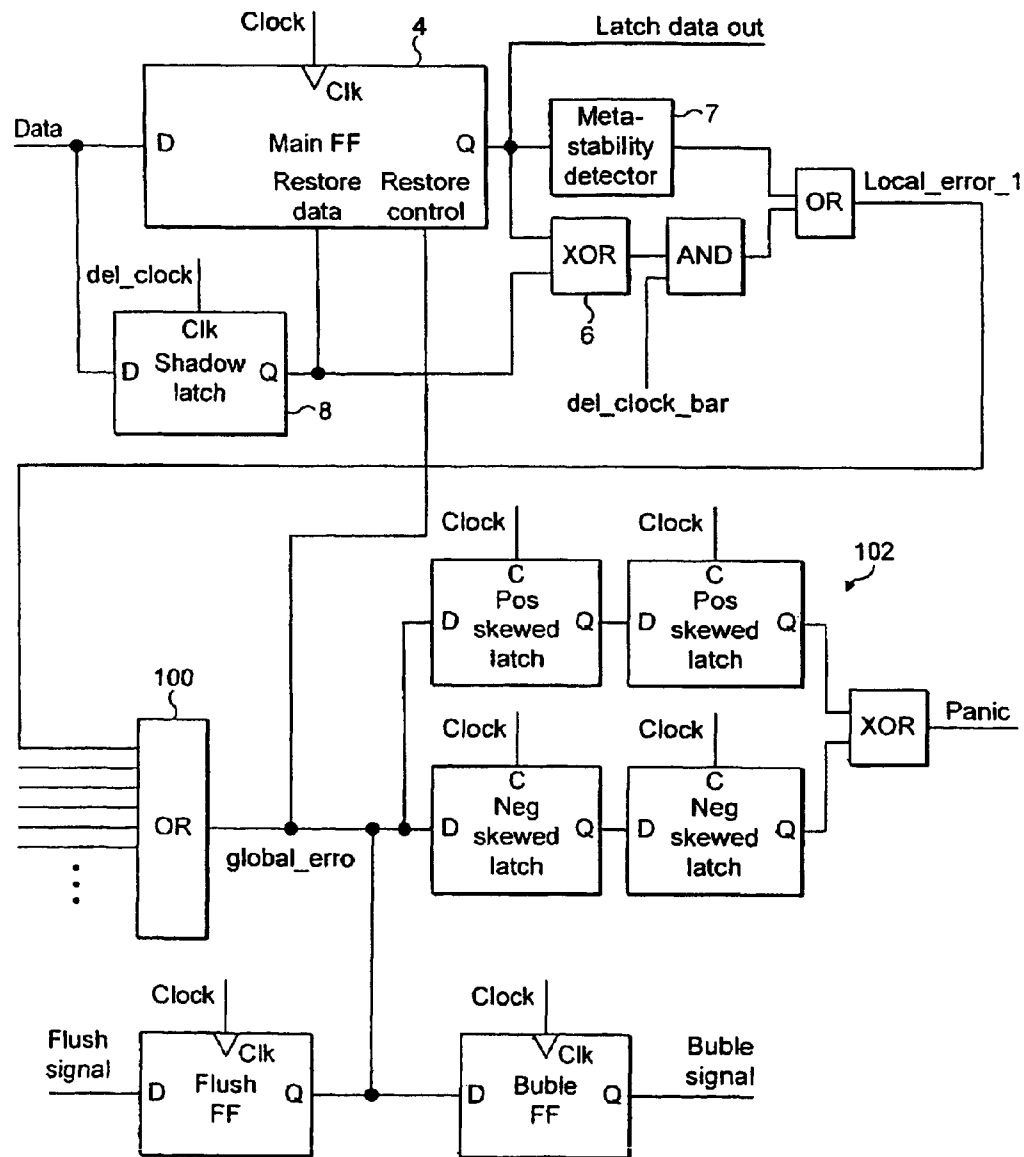 Clock
4
Latch data out
Clk
Data
D
Main FF
Q
Restore data
Restore control
Meta-
stability
detector
7
OR
Local_error_1
XOR
AND
6
del_clock
Clk
D
Shadow
latch
Q
8
del_clock_bar
Clock
Clock
102
C
Pos
skewed
latch
D
Q
C
Pos
skewed
latch
D
Q
100
XOR
Panic
Clock
Clock
C
Neg
skewed
latch
D
Q
C
Neg
skewed
latch
D
Q
OR
global_erro
Clock
Clock
Flush
signal
Clk
D
Flush
FF
Q
Clk
D
Buble
FF
Q
Buble
signal